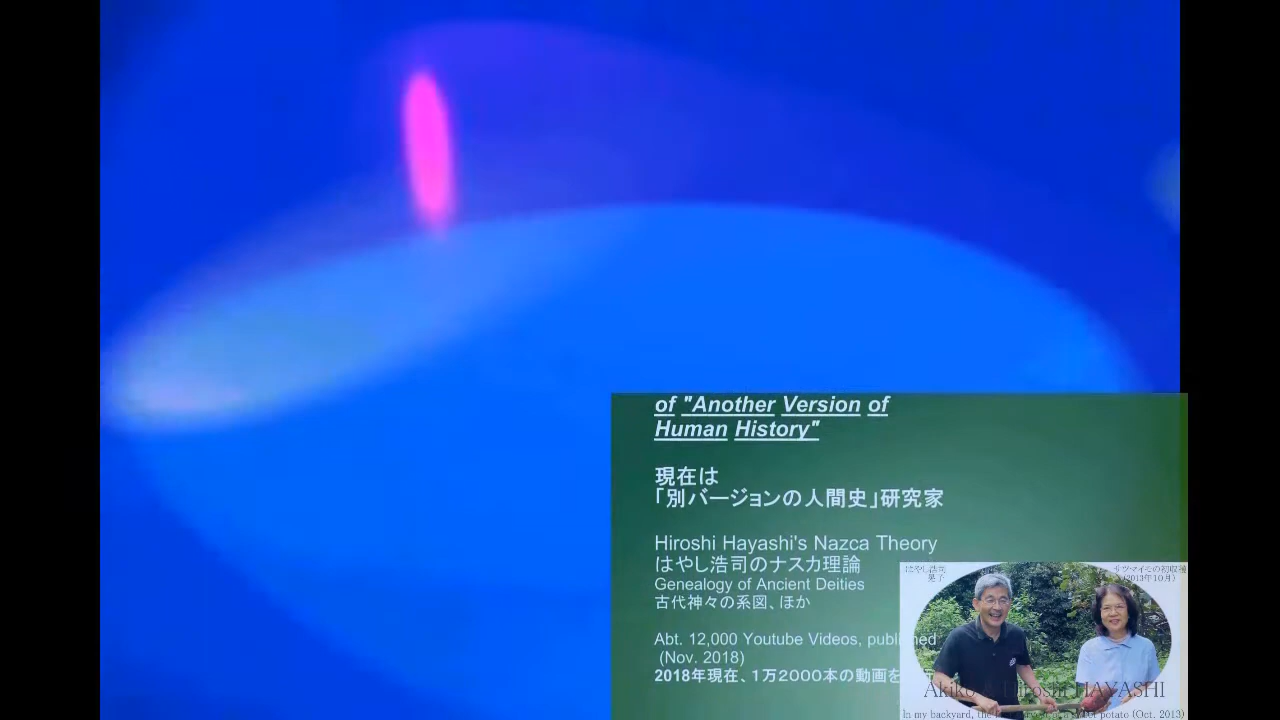 of "Another Version of
Human History"
現在は
「別バージョンの人間史」研究家
Hiroshi Hayashi's Nazca Theory
はやし浩司のナスカ理論
Genealogy of Ancient Deities
古代神々の系図、ほか
Abt. 12,000 Youtube Videos, published
(Nov. 2018)
2018年現在、1万2000本の動画を
はやし浩司
晃子
サツマイモの初収穫
(2013年10月)
Akiko Hiroshi HAYASHI
In my backyard, the potato (Oct. 2013)